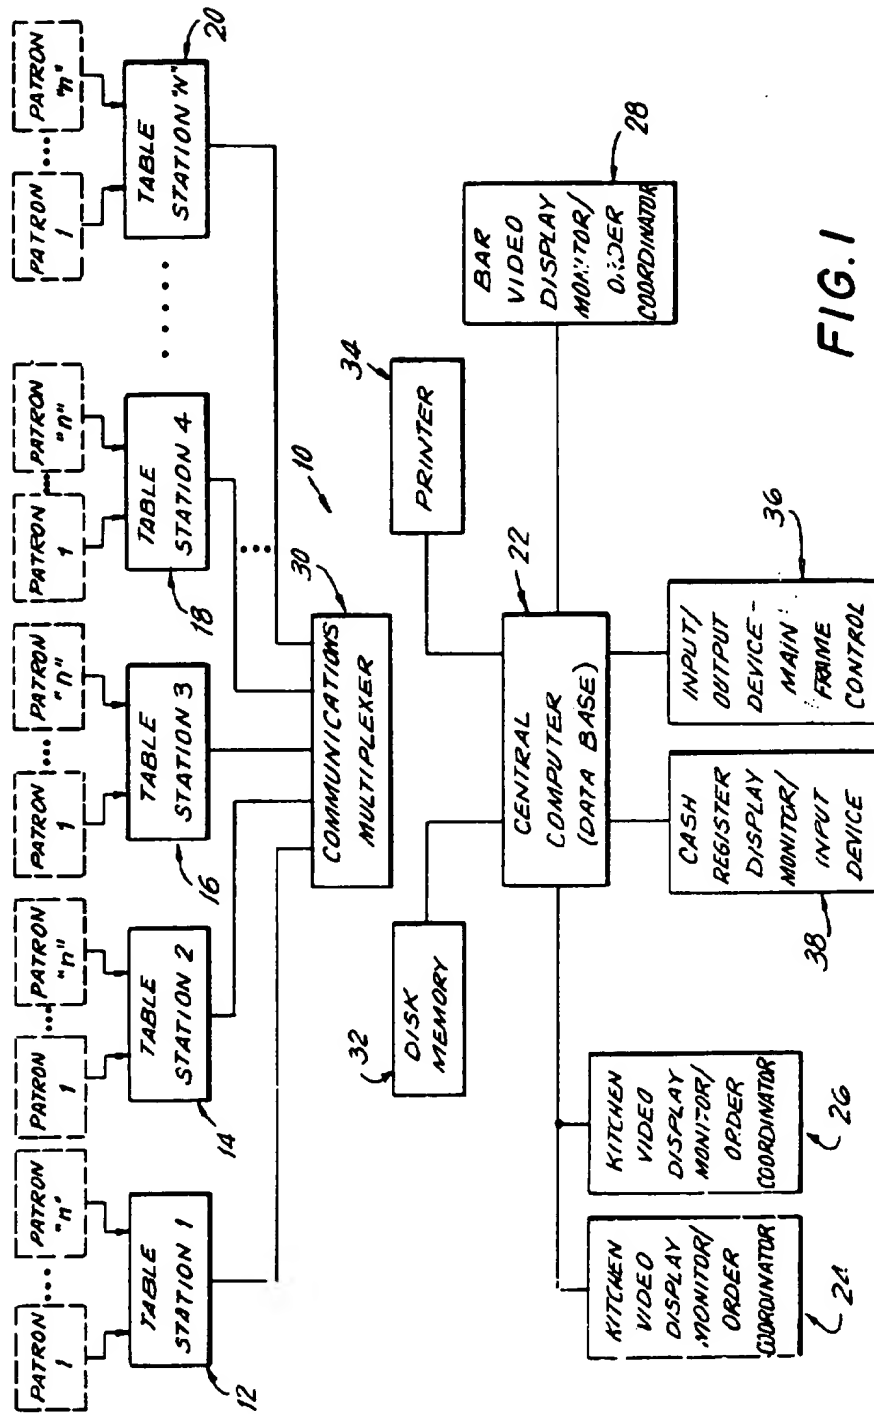 PATRON
1
...
PATRON
"n"
PATRON
1
...
PATRON
"n"
PATRON
1
...
PATRON
"n"
PATRON
1
...
PATRON
"n"
PATRON
1
...
PATRON
"n"
TABLE
STATION 1
12
TABLE
STATION 2
14
TABLE
STATION 3
16
TABLE
STATION 4
18
.....
TABLE
STATION "N"
20
...
COMMUNICATIONS
MULTIPLEXER
30
10
DISK
MEMORY
32
PRINTER
34
CENTRAL
COMPUTER
(DATA BASE)
22
BAR
VIDEO
DISPLAY
MONITOR/
ORDER
COORDINATOR
28
KITCHEN
VIDEO
DISPLAY
MONITOR/
ORDER
COORDINATOR
24
KITCHEN
VIDEO
DISPLAY
MONITOR/
ORDER
COORDINATOR
26
CASH
REGISTER
DISPLAY
MONITOR/
INPUT
DEVICE
38
INPUT/
OUTPUT
DEVICE-
MAIN
FRAME
CONTROL
36
FIG. 1